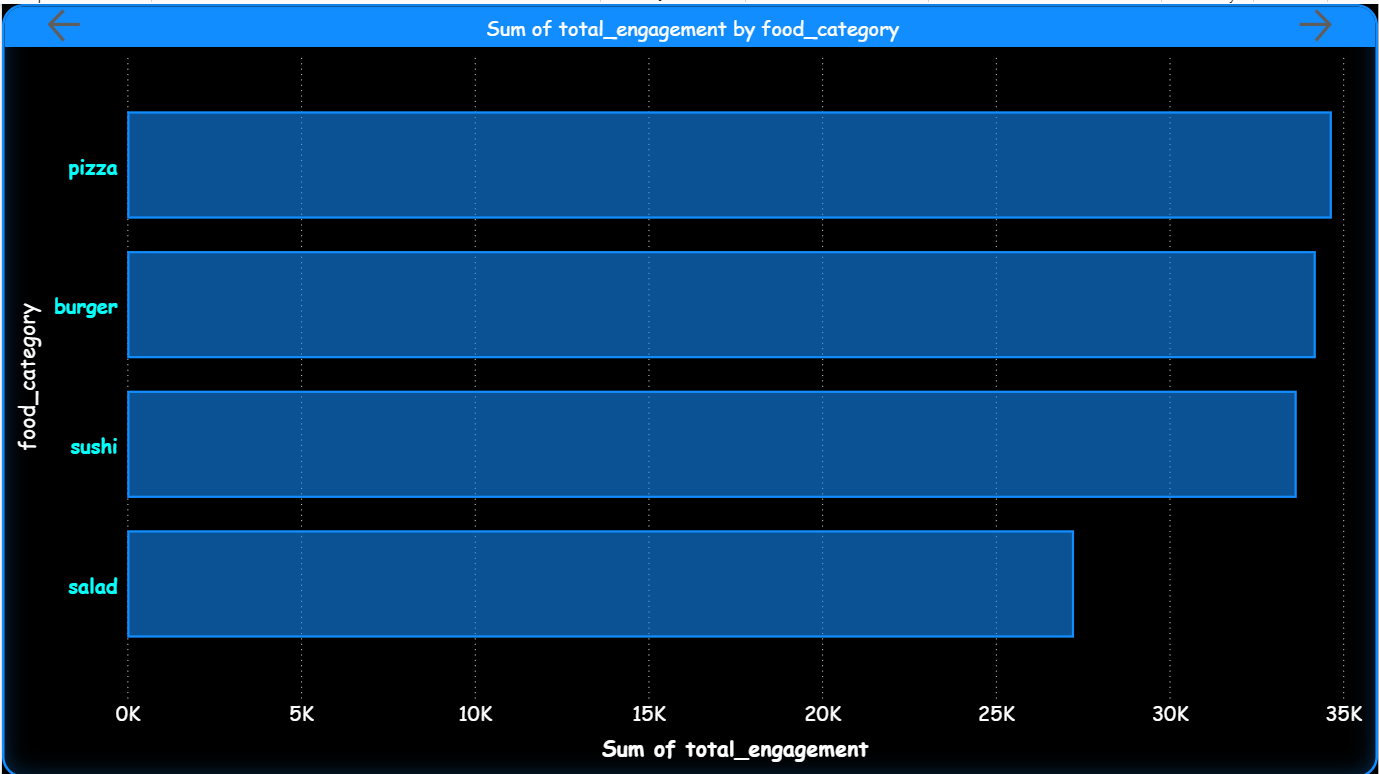 Sum of total_engagement by food_category
food_category
pizza
burger
sushi
salad
0K 5K 10K 15K 20K 25K 30K 35K
Sum of total_engagement